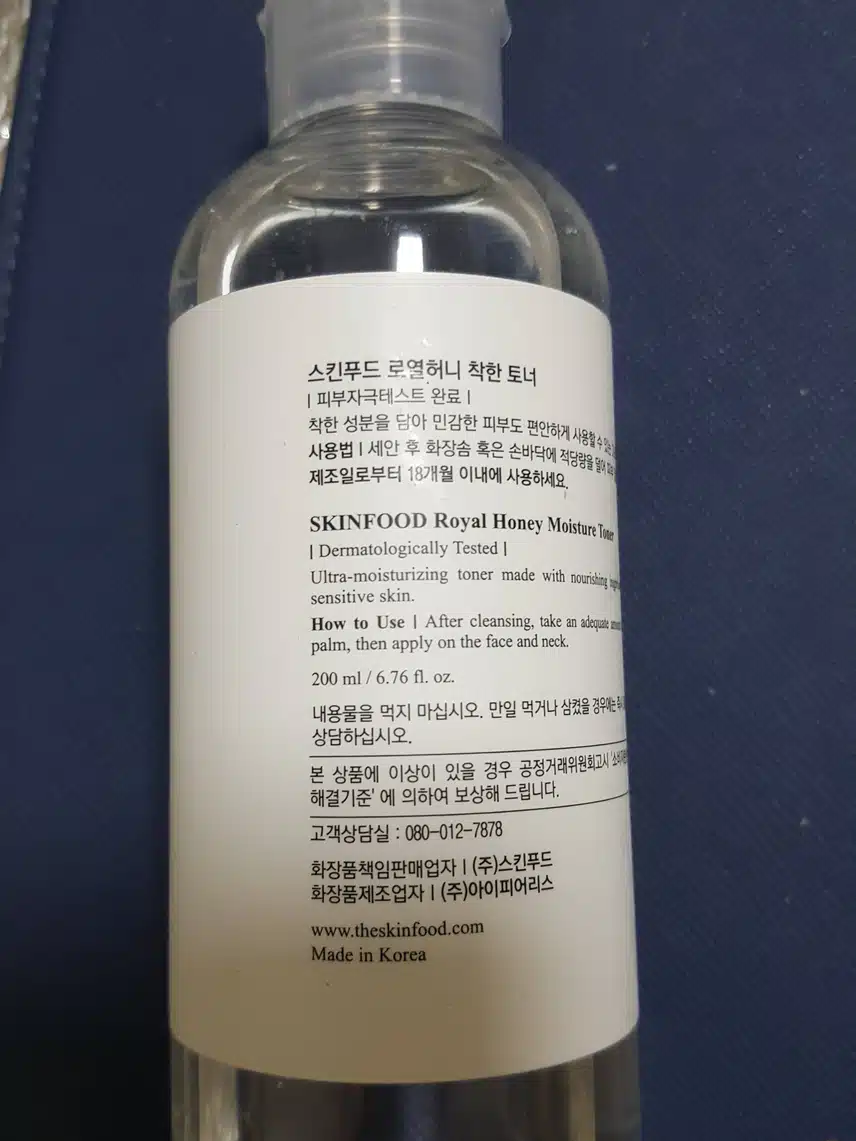 스킨푸드 로열허니 착한 토너
| 피부자극테스트 완료 |
착한 성분을 담아 민감한 피부도 편안하게 사용할 수 있는
사용법 | 세안 후 화장솜 혹은 손바닥에 적당량을 덜어
제조일로부터 18개월 이내에 사용하세요.
SKINFOOD Royal Honey Moisture Toner
| Dermatologically Tested |
Ultra-moisturizing toner made with nourishing
sensitive skin.
How to Use | After cleansing, take an adequate
palm, then apply on the face and neck.
200 ml / 6.76 fl. oz.
내용물을 먹지 마십시오. 만일 먹거나 삼켰을 경우에는
상담하십시오.
본 상품에 이상이 있을 경우 공정거래위원회고시
해결기준' 에 의하여 보상해 드립니다.
고객상담실 : 080-012-7878
화장품책임판매업자 | (주)스킨푸드
화장품제조업자 | (주)아이피어리스
www.theskinfood.com
Made in Korea